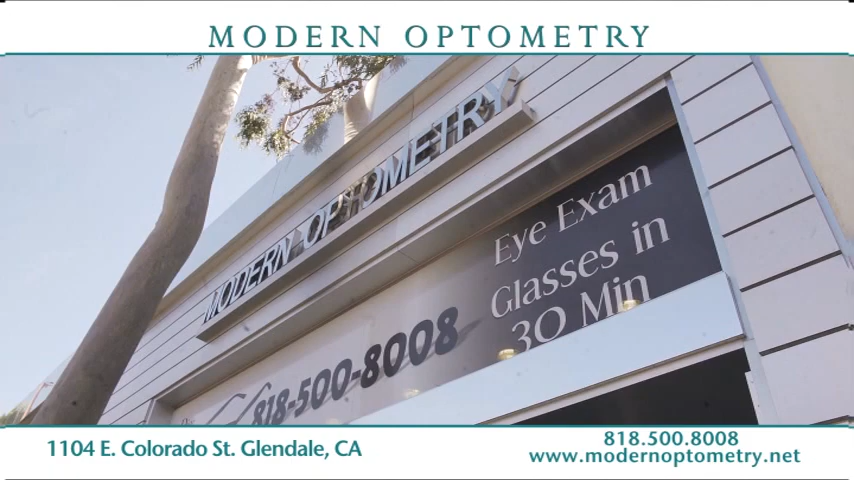 MODERN OPTOMETRY
MODERN OPTOMETRY
Eye Exam
Glasses in
30 Min
818-500-8008
1104 E. Colorado St. Glendale, CA
818.500.8008
www.modernoptometry.net